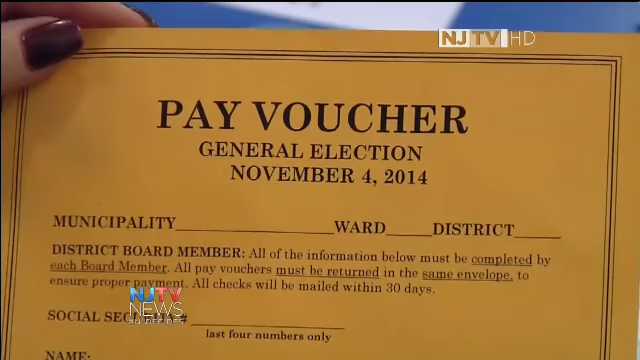 NJTV HD
PAY VOUCHER
GENERAL ELECTION
NOVEMBER 4, 2014
MUNICIPALITY WARD DISTRICT
DISTRICT BOARD MEMBER: All of the information below must be completed by
each Board Member. All pay vouchers must be returned in the same envelope, to
ensure proper payment. All checks will be mailed within 30 days.
NJTV
NEWS
#NJDECIDES
SOCIAL #
last four numbers only
NAME: